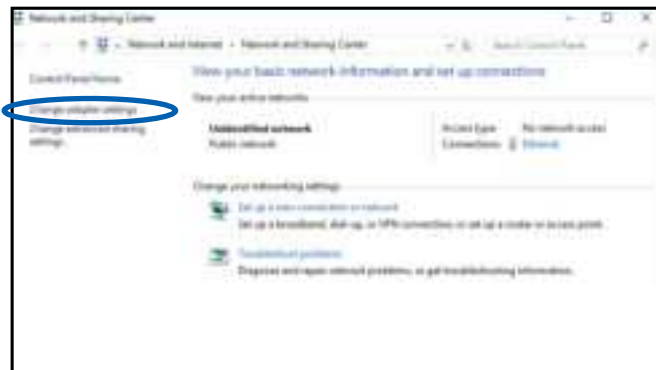 Network and Sharing Center
Network and Internet Network and Sharing Center
Search Control Panel
Control Panel Home
View your basic network information and set up connections
View your active networks
Change adapter settings
Change advanced sharing
settings
Unidentified network
Public network
Access type: No network access
Connections: Ethernet
Change your networking settings
Set up a new connection or network
Set up a broadband, dial-up, or VPN connection; or set up a router or access point.
Troubleshoot problems
Diagnose and repair network problems, or get troubleshooting information.